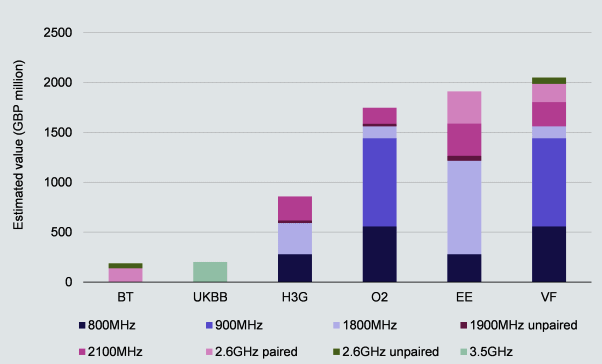 Estimated value (GBP million)
2500
2000
1500
1000
500
0
BT UKBB H3G O2 EE VF
800MHz 900MHz 1800MHz 1900MHz unpaired
2100MHz 2.6GHz paired 2.6GHz unpaired 3.5GHz